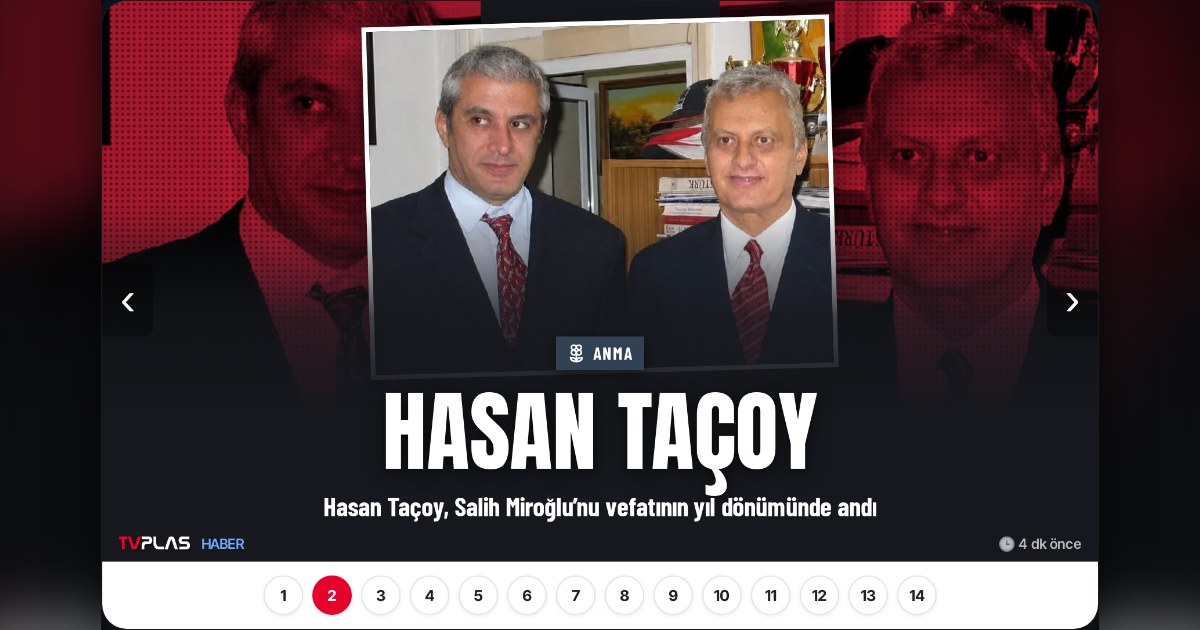 ANMA
HASAN TAÇOY
Hasan Taçoy, Salih Miroğlu’nu vefatının yıl dönümünde andı
TVPLAS HABER
4 dk önce
1 2 3 4 5 6 7 8 9 10 11 12 13 14